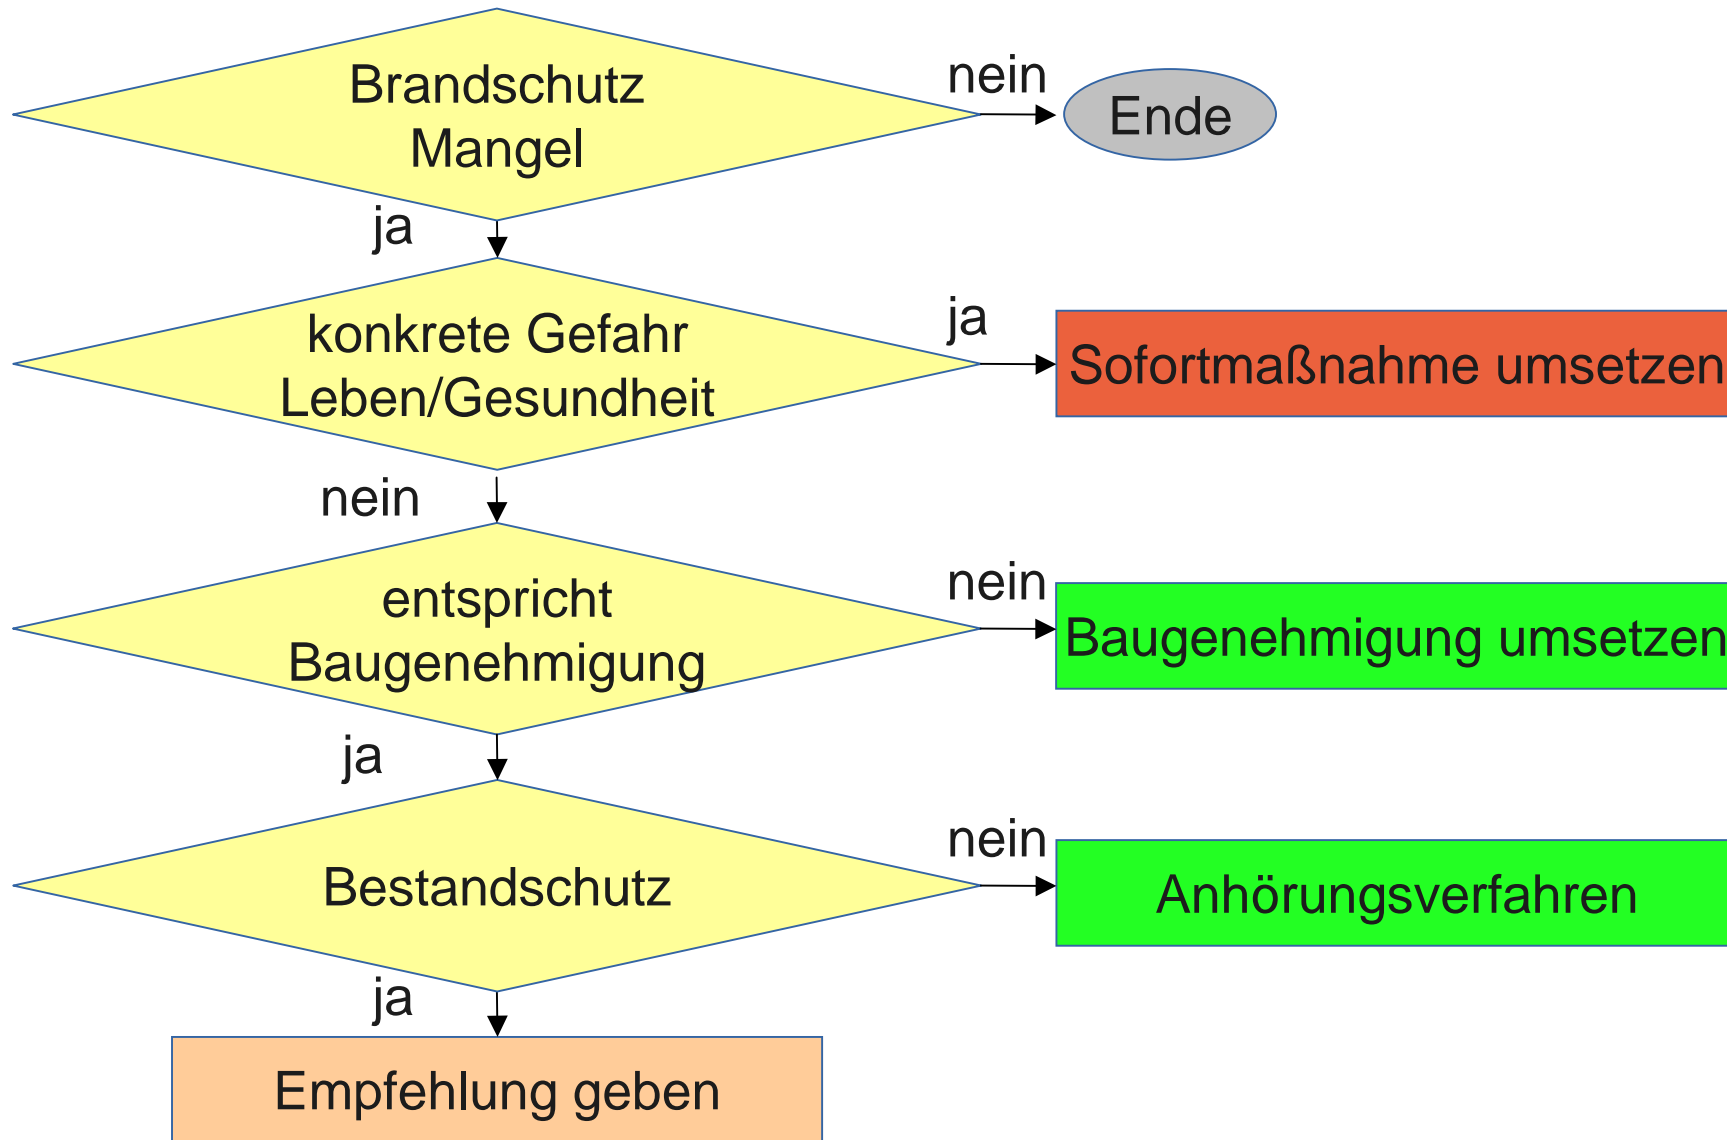 Brandschutz
Mangel
nein
Ende
ja
konkrete Gefahr
Leben/Gesundheit
ja
Sofortmaßnahme umsetzen
nein
entspricht
Baugenehmigung
nein
Baugenehmigung umsetzen
ja
Bestandschutz
nein
Anhörungsverfahren
ja
Empfehlung geben